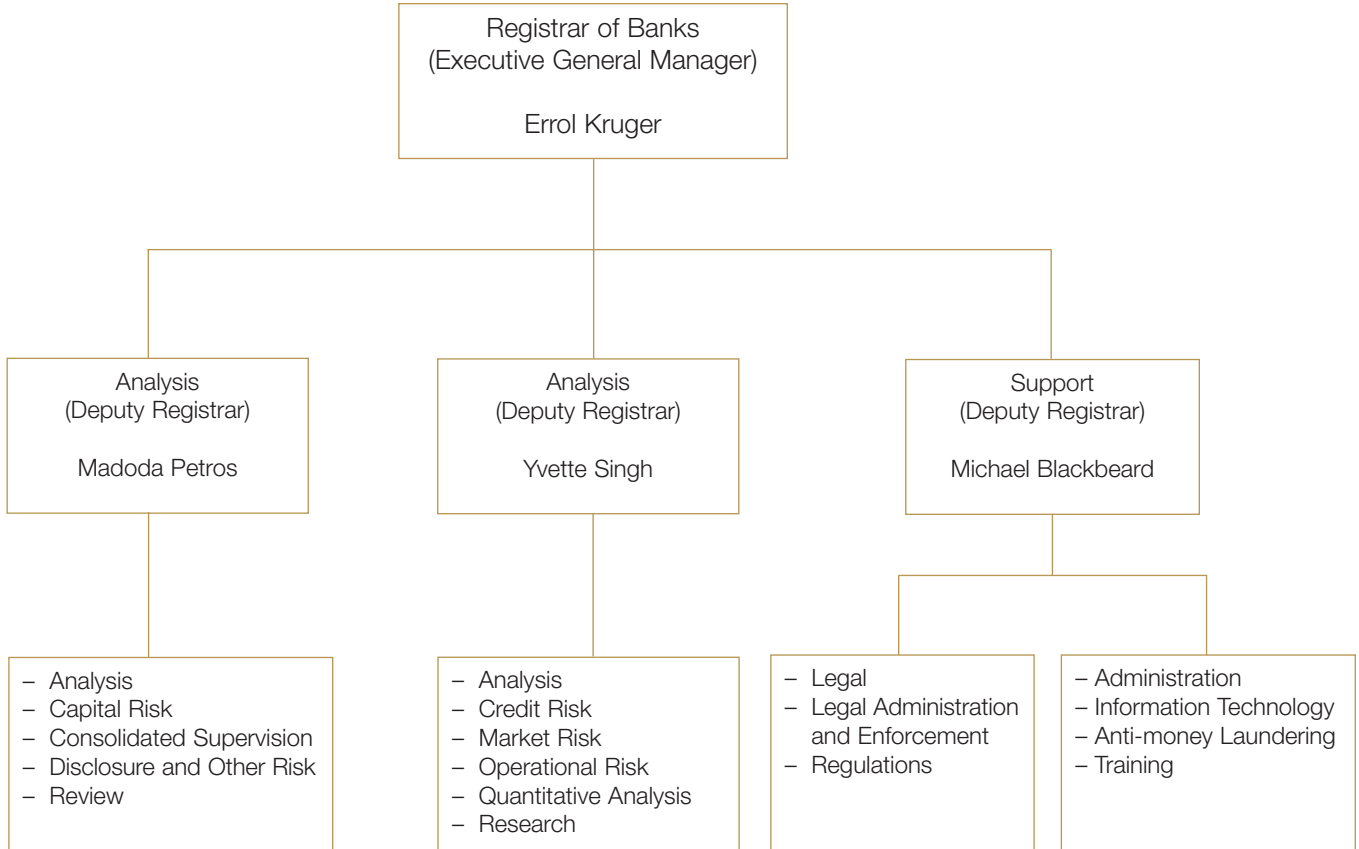 Registrar of Banks
(Executive General Manager)
Errol Kruger
Analysis
(Deputy Registrar)
Madoda Petros
Analysis
(Deputy Registrar)
Yvette Singh
Support
(Deputy Registrar)
Michael Blackbeard
– Analysis
– Capital Risk
– Consolidated Supervision
– Disclosure and Other Risk
– Review
– Analysis
– Credit Risk
– Market Risk
– Operational Risk
– Quantitative Analysis
– Research
– Legal
– Legal Administration
and Enforcement
– Regulations
– Administration
– Information Technology
– Anti-money Laundering
– Training